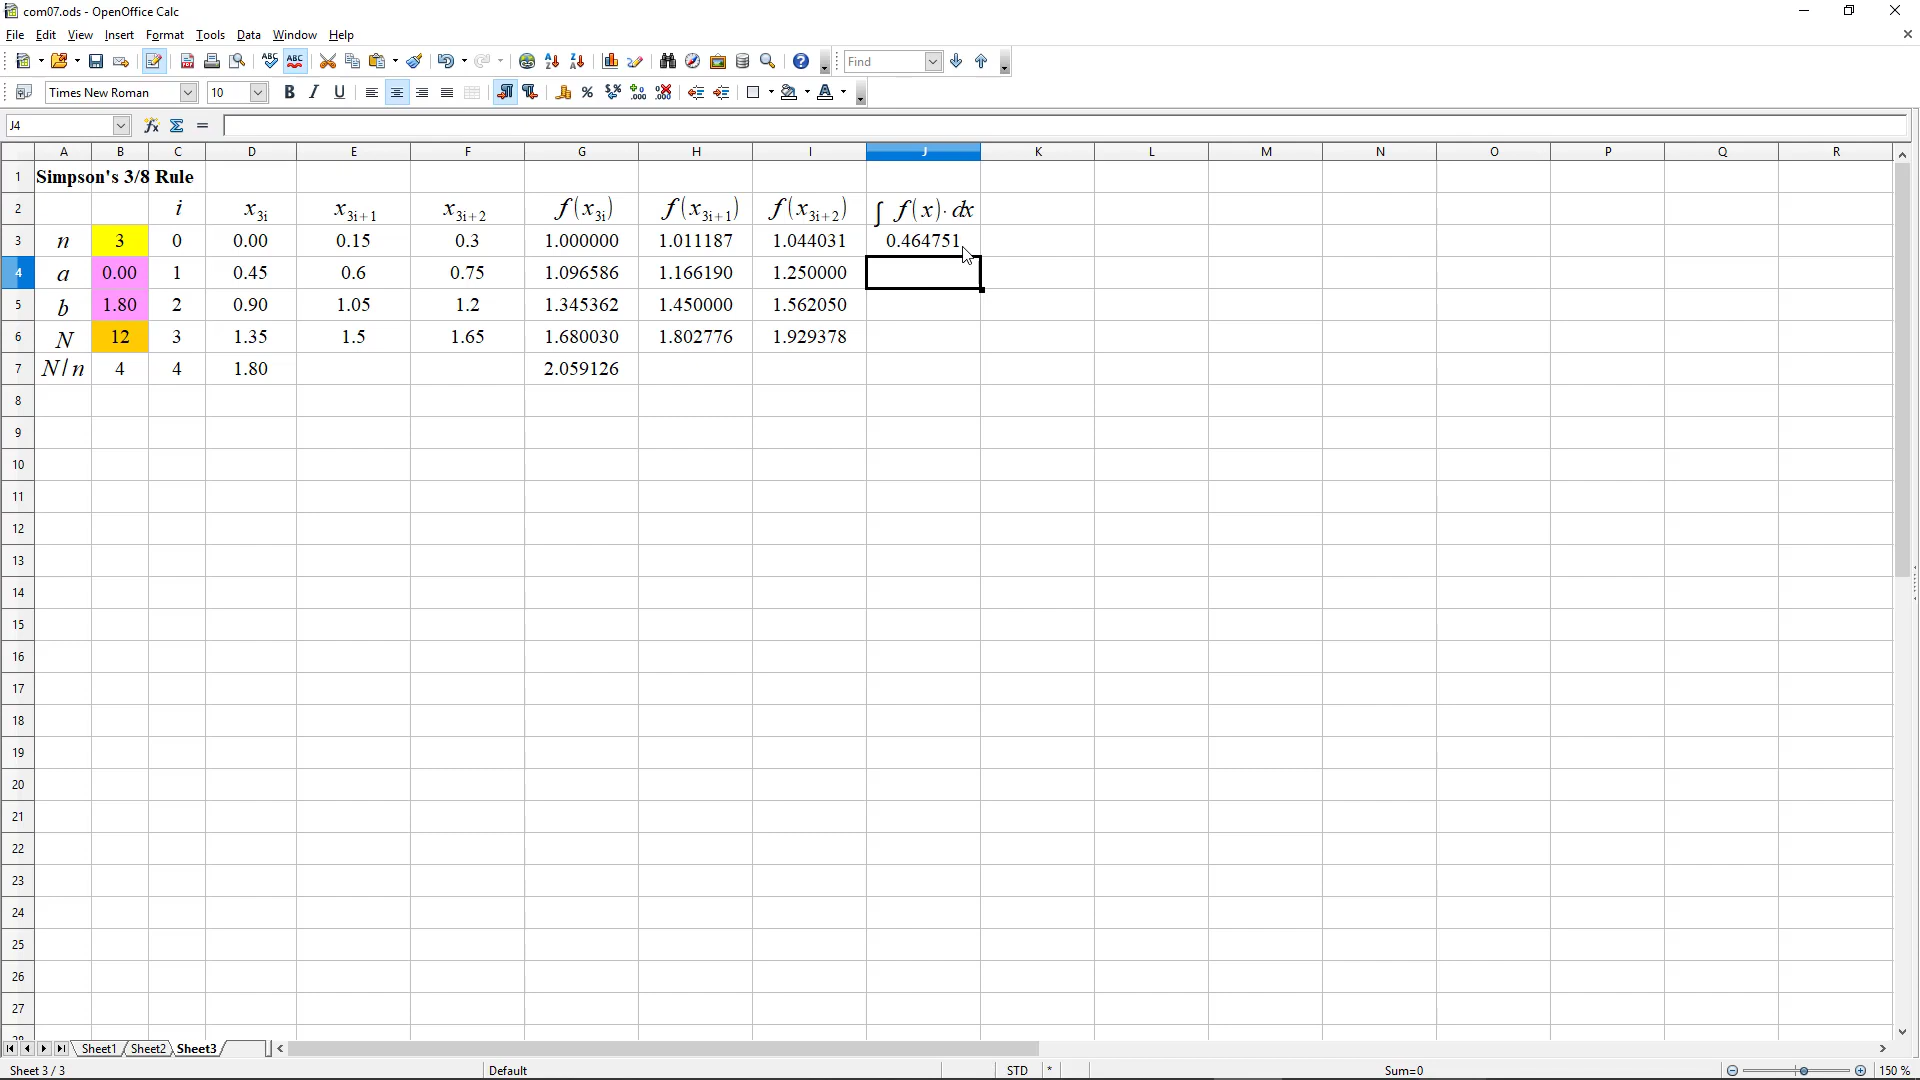 com07.ods - OpenOffice Calc
File Edit View Insert Format Tools Data Window Help
Find
Times New Roman 10
J4
A B C D E F G H I J K L M N O P Q R
1 Simpson's 3/8 Rule
2 i x3i x3i+1 x3i+2 f(x3i) f(x3i+1) f(x3i+2) ∫ f(x)·dx
3 n 3 0 0.00 0.15 0.3 1.000000 1.011187 1.044031 0.464751
4 a 0.00 1 0.45 0.6 0.75 1.096586 1.166190 1.250000
5 b 1.80 2 0.90 1.05 1.2 1.345362 1.450000 1.562050
6 N 12 3 1.35 1.5 1.65 1.680030 1.802776 1.929378
7 N/n 4 4 1.80 2.059126
8
9
10
11
12
13
14
15
16
17
18
19
20
21
22
23
24
25
26
27
28
Sheet1 Sheet2 Sheet3
Sheet 3 / 3 Default STD * Sum=0 150 %